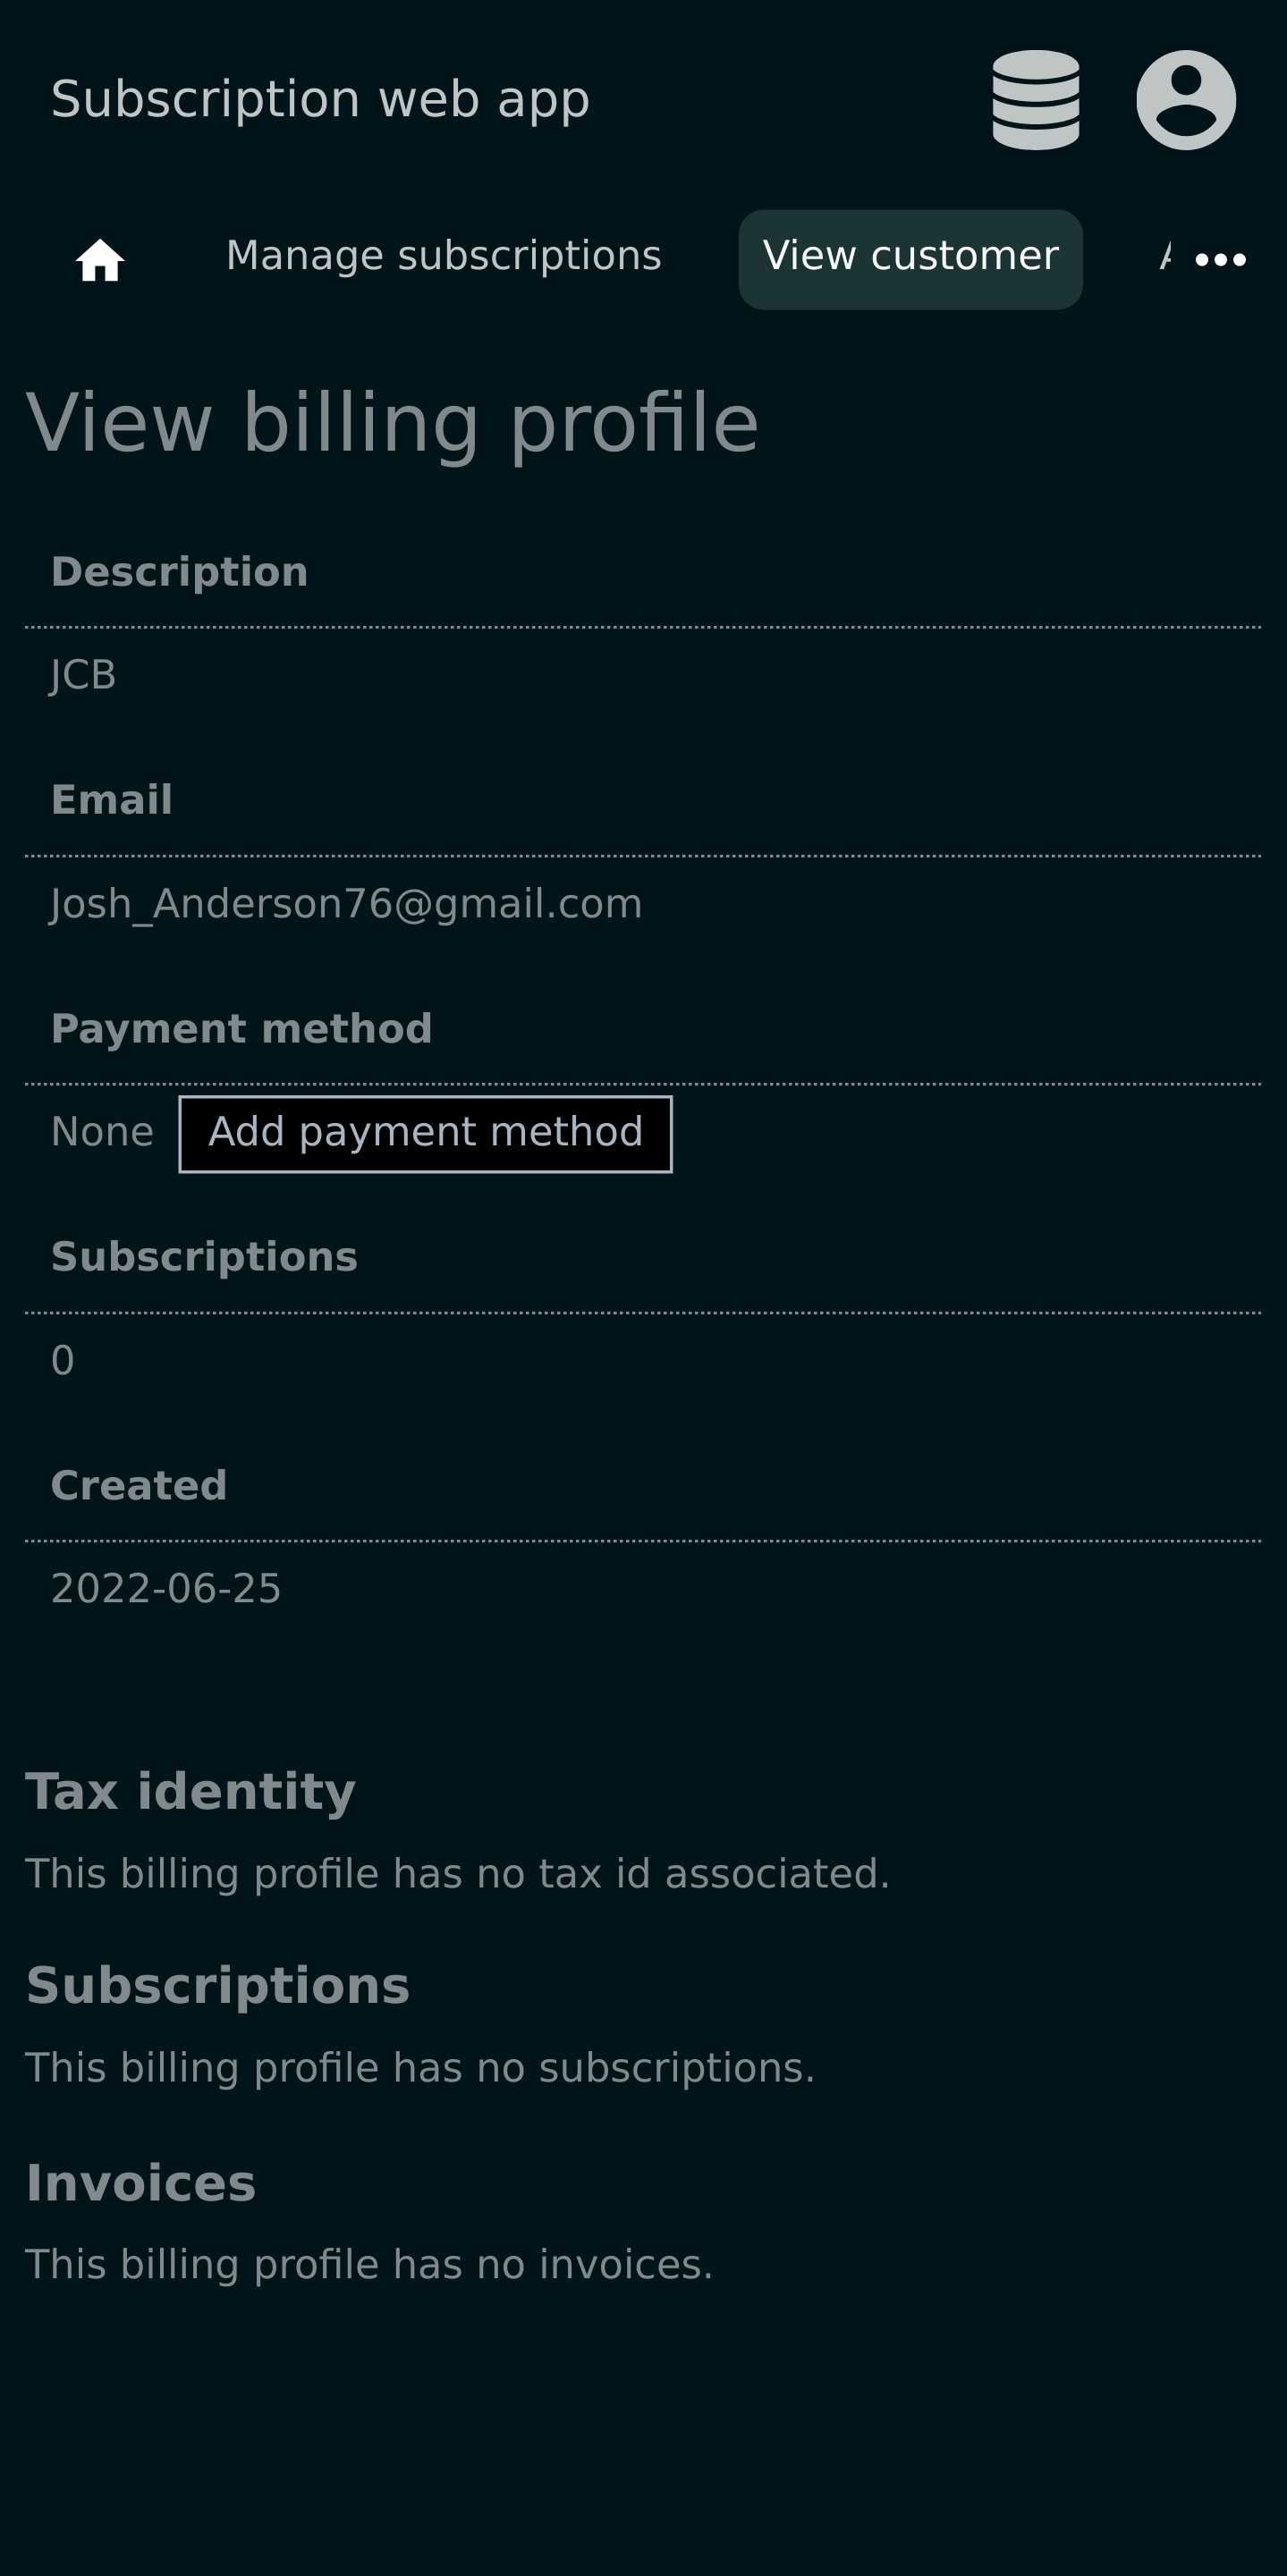 Subscription web app
Manage subscriptions View customer
View billing profile
Description
JCB
Email
Josh_Anderson76@gmail.com
Payment method
None Add payment method
Subscriptions
0
Created
2022-06-25
Tax identity
This billing profile has no tax id associated.
Subscriptions
This billing profile has no subscriptions.
Invoices
This billing profile has no invoices.